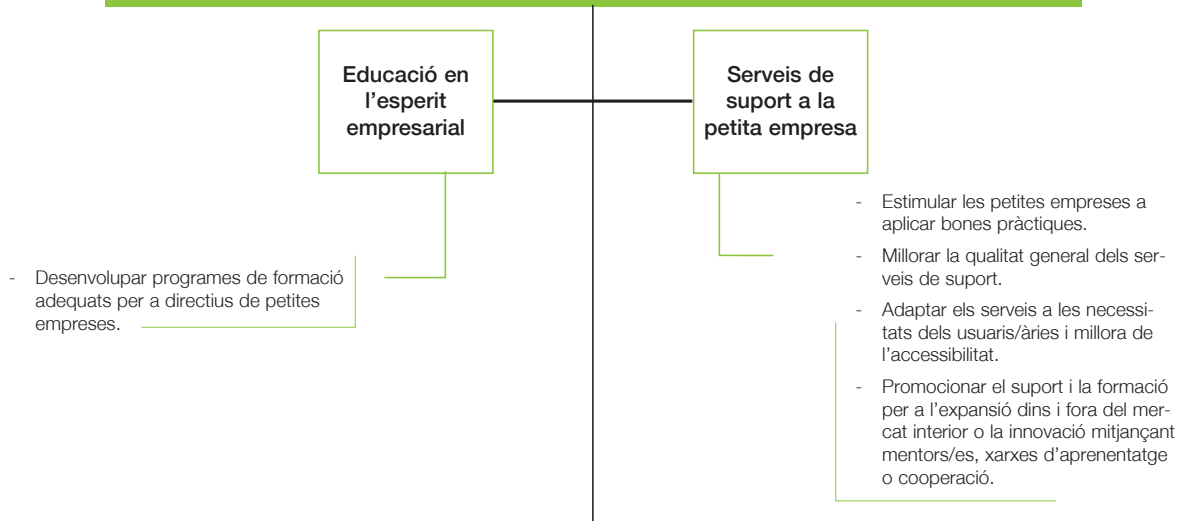 Educació en
l'esperit
empresarial
- Desenvolupar programes de formació
adequats per a directius de petites
empreses.
Serveis de
suport a la
petita empresa
- Estimular les petites empreses a
aplicar bones pràctiques.
- Millorar la qualitat general dels ser-
veis de suport.
- Adaptar els serveis a les necessi-
tats dels usuaris/àries i millora de
l'accessibilitat.
- Promocionar el suport i la formació
per a l'expansió dins i fora del mer-
cat interior o la innovació mitjançant
mentors/es, xarxes d'aprenentatge
o cooperació.